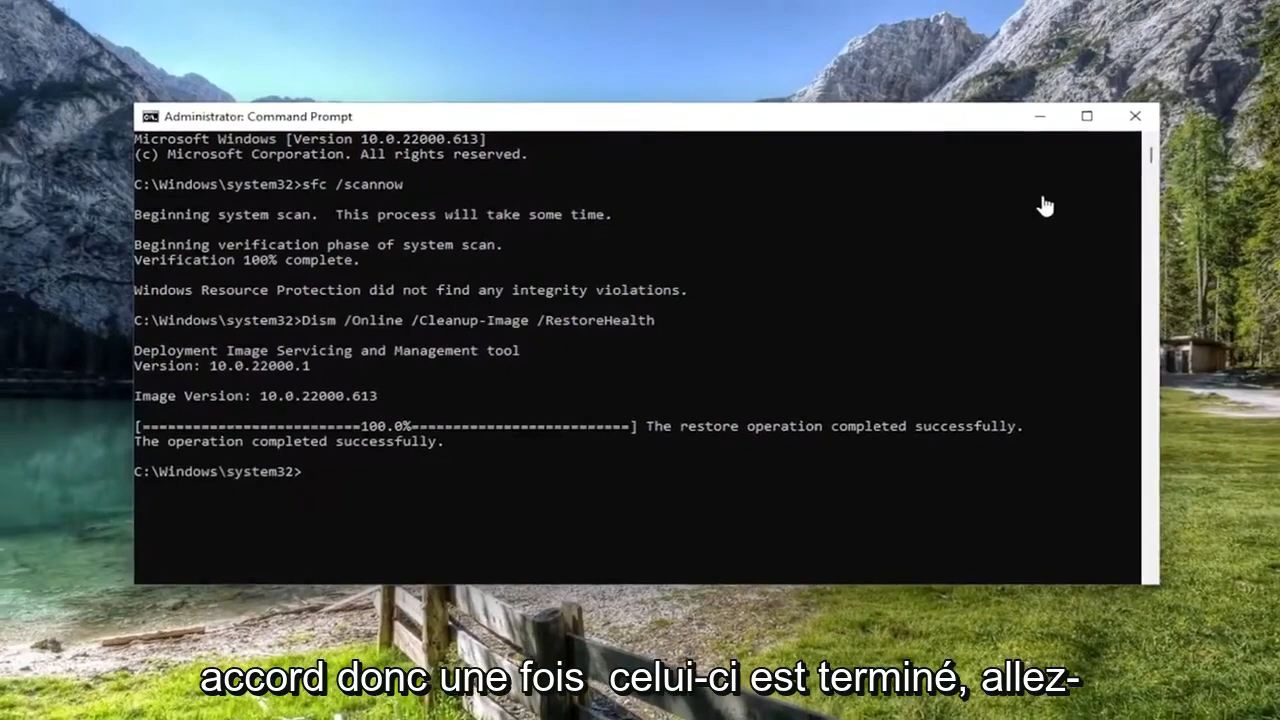 Administrator: Command Prompt
Microsoft Windows [Version 10.0.22000.613]
(c) Microsoft Corporation. All rights reserved.
C:\Windows\system32>sfc /scannow
Beginning system scan.  This process will take some time.
Beginning verification phase of system scan.
Verification 100% complete.
Windows Resource Protection did not find any integrity violations.
C:\Windows\system32>Dism /Online /Cleanup-Image /RestoreHealth
Deployment Image Servicing and Management tool
Version: 10.0.22000.1
Image Version: 10.0.22000.613
[==========================100.0%==========================] The restore operation completed successfully.
The operation completed successfully.
C:\Windows\system32>
accord donc une fois  celui-ci est terminé, allez-